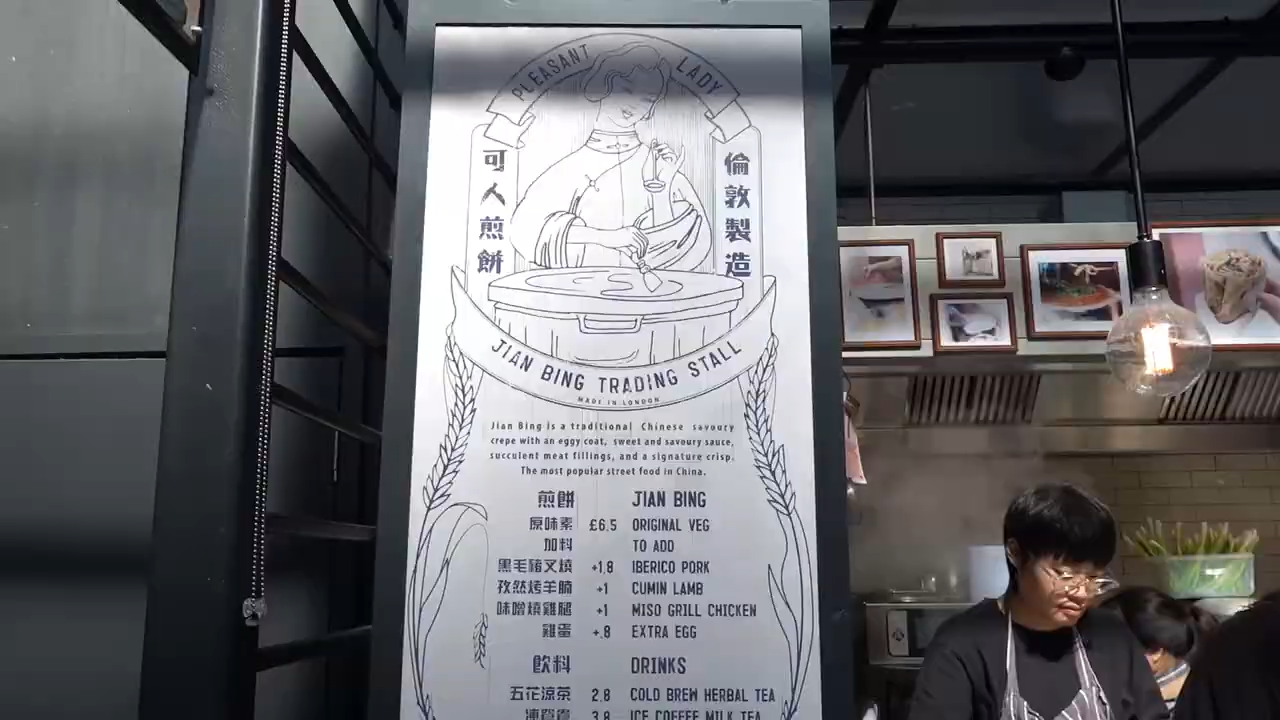 PLEASANT LADY
可人煎餅
倫敦製造
JIAN BING TRADING STALL
MADE IN LONDON
Jian Bing is a traditional Chinese savoury
crepe with an eggy coat, sweet and savoury sauce,
succulent meat fillings, and a signature crisp.
The most popular street food in China.
煎餅 JIAN BING
原味素 £6.5 ORIGINAL VEG
加料 TO ADD
黑毛豬叉燒 +1.8 IBERICO PORK
孜然烤羊腩 +1 CUMIN LAMB
味噌燒雞腿 +1 MISO GRILL CHICKEN
雞蛋 +.8 EXTRA EGG
飲料 DRINKS
五花涼茶 2.8 COLD BREW HERBAL TEA
3.8 ICE COFFEE MILK TEA